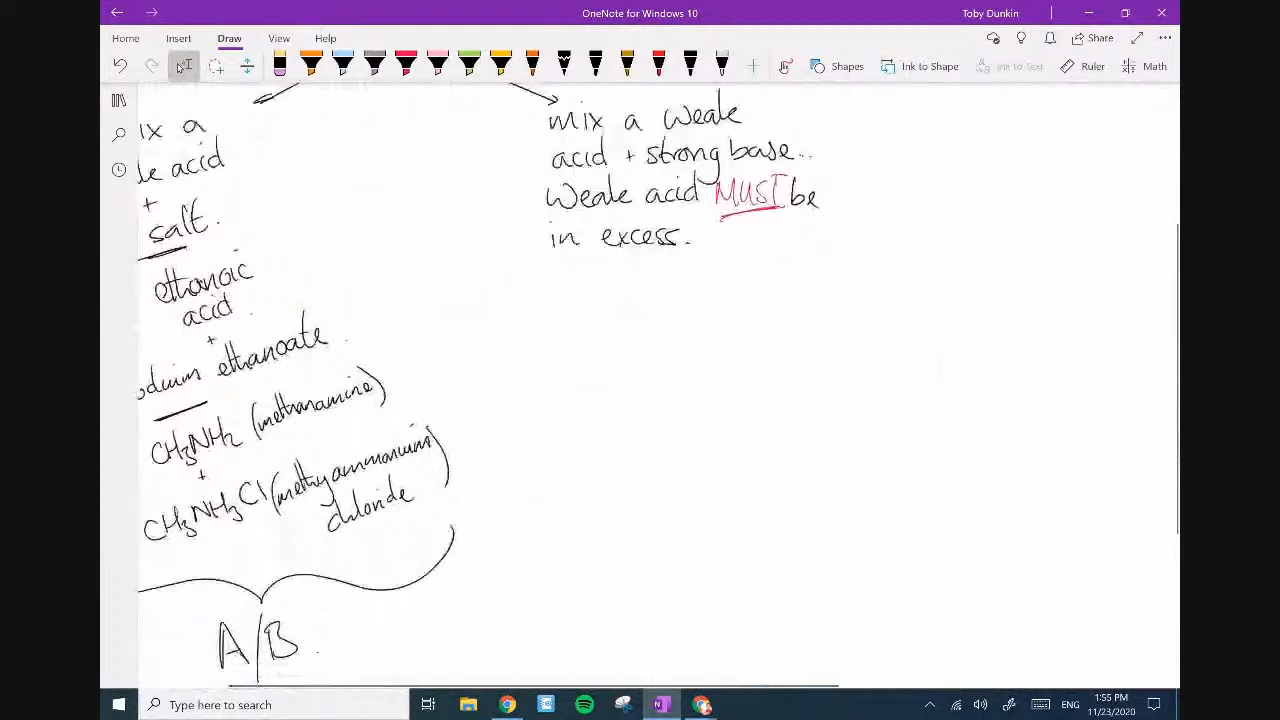 OneNote for Windows 10
Toby Dunkin
Home Insert Draw View Help
Share
Shapes
Ink to Shape
Ink to Text
Ruler
Math
ix a
le acid
+
salt.
ethanoic
acid
+
odium ethanoate
CH3NH2 (methanamine)
+
CH3NH3Cl (methyammonium
chloride)
A|B
mix a weak
acid + strong base..
Weak acid MUST be
in excess.
Type here to search
ENG
1:55 PM
11/23/2020